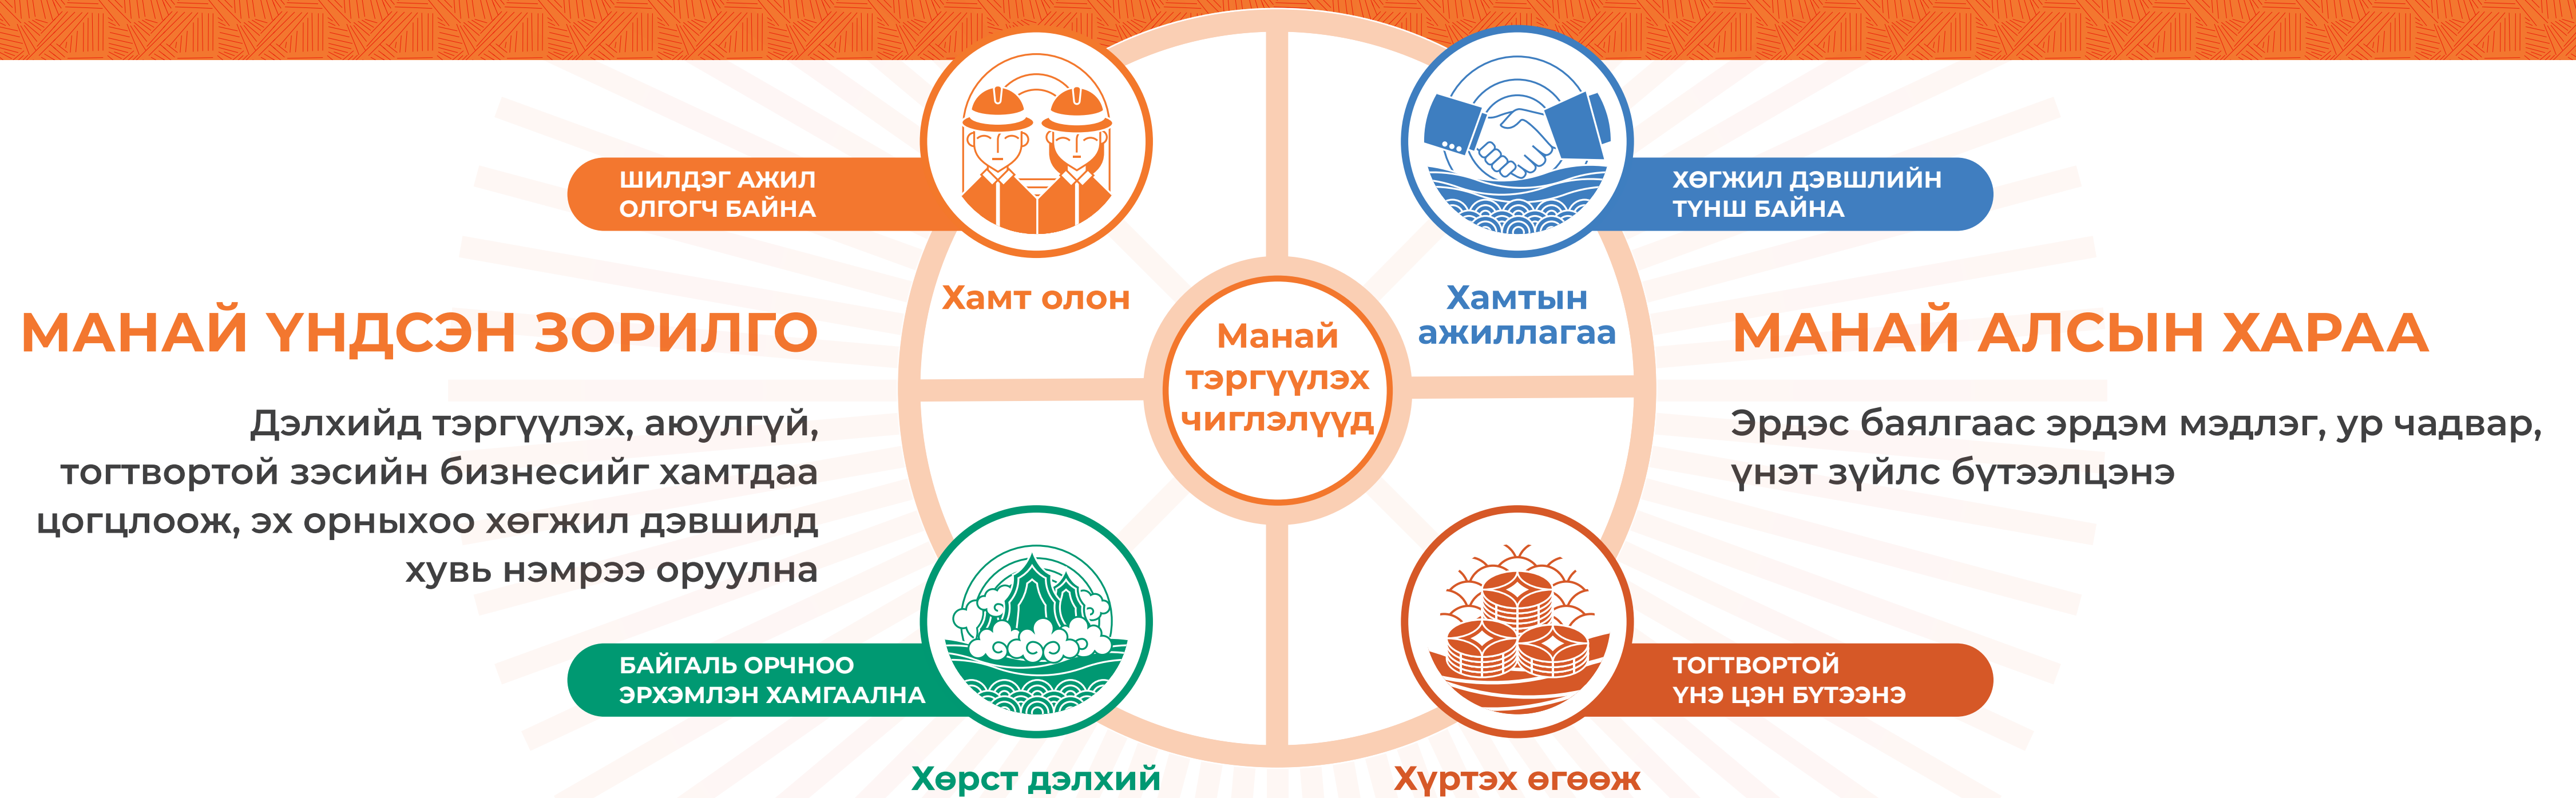 МАНАЙ ҮНДСЭН ЗОРИЛГО
Дэлхийд тэргүүлэх, аюулгүй,
тогтвортой зэсийн бизнесийг хамтдаа
цогцлоож, эх орныхоо хөгжил дэвшилд
хувь нэмрээ оруулна
ШИЛДЭГ АЖИЛ
ОЛГОГЧ БАЙНА
Хамт олон
ХӨГЖИЛ ДЭВШЛИЙН
ТҮНШ БАЙНА
Хамтын
ажиллагаа
Манай
тэргүүлэх
чиглэлүүд
БАЙГАЛЬ ОРЧНОО
ЭРХЭМЛЭН ХАМГААЛНА
Хөрст дэлхий
ТОГТВОРТОЙ
ҮНЭ ЦЭН БҮТЭЭНЭ
Хүртэх өгөөж
МАНАЙ АЛСЫН ХАРАА
Эрдэс баялгаас эрдэм мэдлэг, ур чадвар,
үнэт зүйлс бүтээлцэнэ